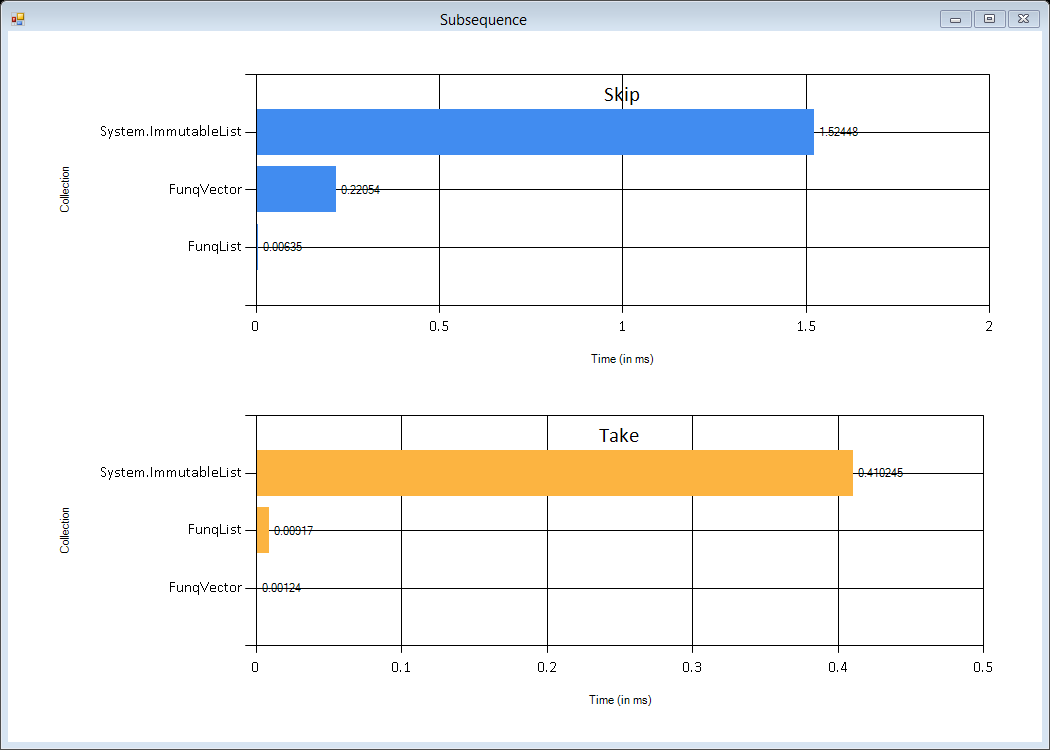 Subsequence
Skip
System.ImmutableList
1.52448
FunqVector
0.22054
FunqList
0.00635
Collection
0 0.5 1 1.5 2
Time (in ms)
Take
System.ImmutableList
0.410245
FunqList
0.00917
FunqVector
0.00124
Collection
0 0.1 0.2 0.3 0.4 0.5
Time (in ms)